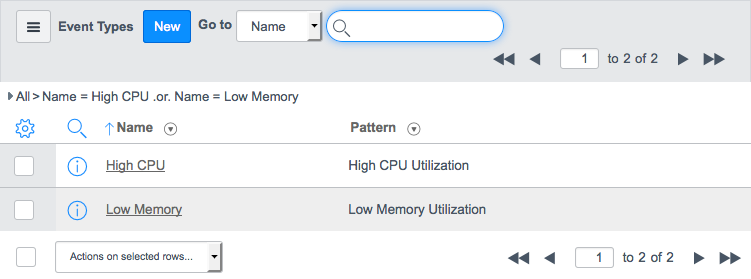 Event Types New Go to Name
1 to 2 of 2
All > Name = High CPU .or. Name = Low Memory
Name Pattern
High CPU High CPU Utilization
Low Memory Low Memory Utilization
Actions on selected rows... 1 to 2 of 2